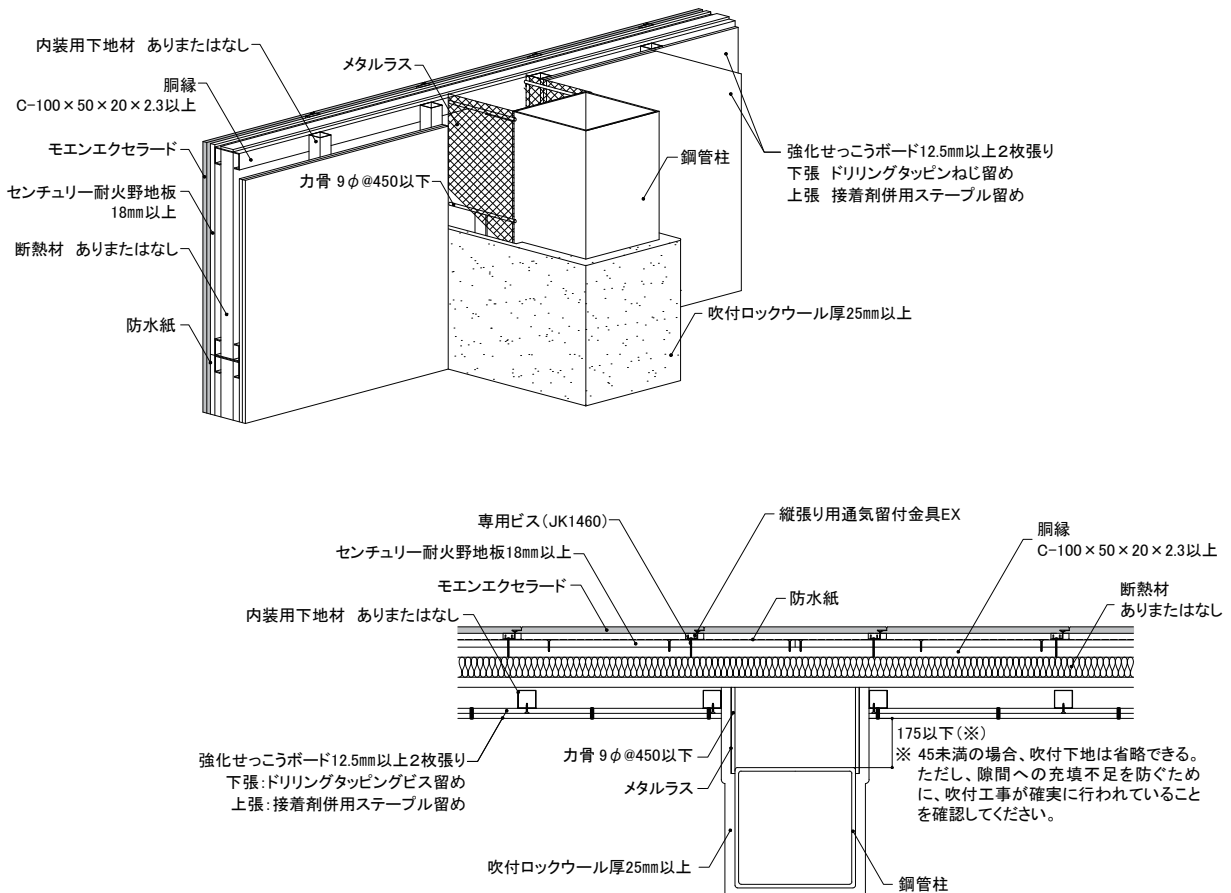 内装用下地材 ありまたはなし
胴縁
C-100×50×20×2.3以上
モエンエクセラード
センチュリー耐火野地板
18mm以上
断熱材 ありまたはなし
防水紙
メタルラス
力骨 9φ@450以下
鋼管柱
強化せっこうボード12.5mm以上2枚張り
下張 ドリリングタッピンねじ留め
上張 接着剤併用ステープル留め
吹付ロックウール厚25mm以上
専用ビス(JK1460)
センチュリー耐火野地板18mm以上
モエンエクセラード
内装用下地材 ありまたはなし
縦張り用通気留付金具EX
防水紙
胴縁
C-100×50×20×2.3以上
断熱材
ありまたはなし
強化せっこうボード12.5mm以上2枚張り
下張:ドリリングタッピングビス留め
上張:接着剤併用ステープル留め
力骨 9φ@450以下
メタルラス
吹付ロックウール厚25mm以上
175以下(※)
※ 45未満の場合、吹付下地は省略できる。
ただし、隙間への充填不足を防ぐため
に、吹付工事が確実に行われていること
を確認してください。
鋼管柱